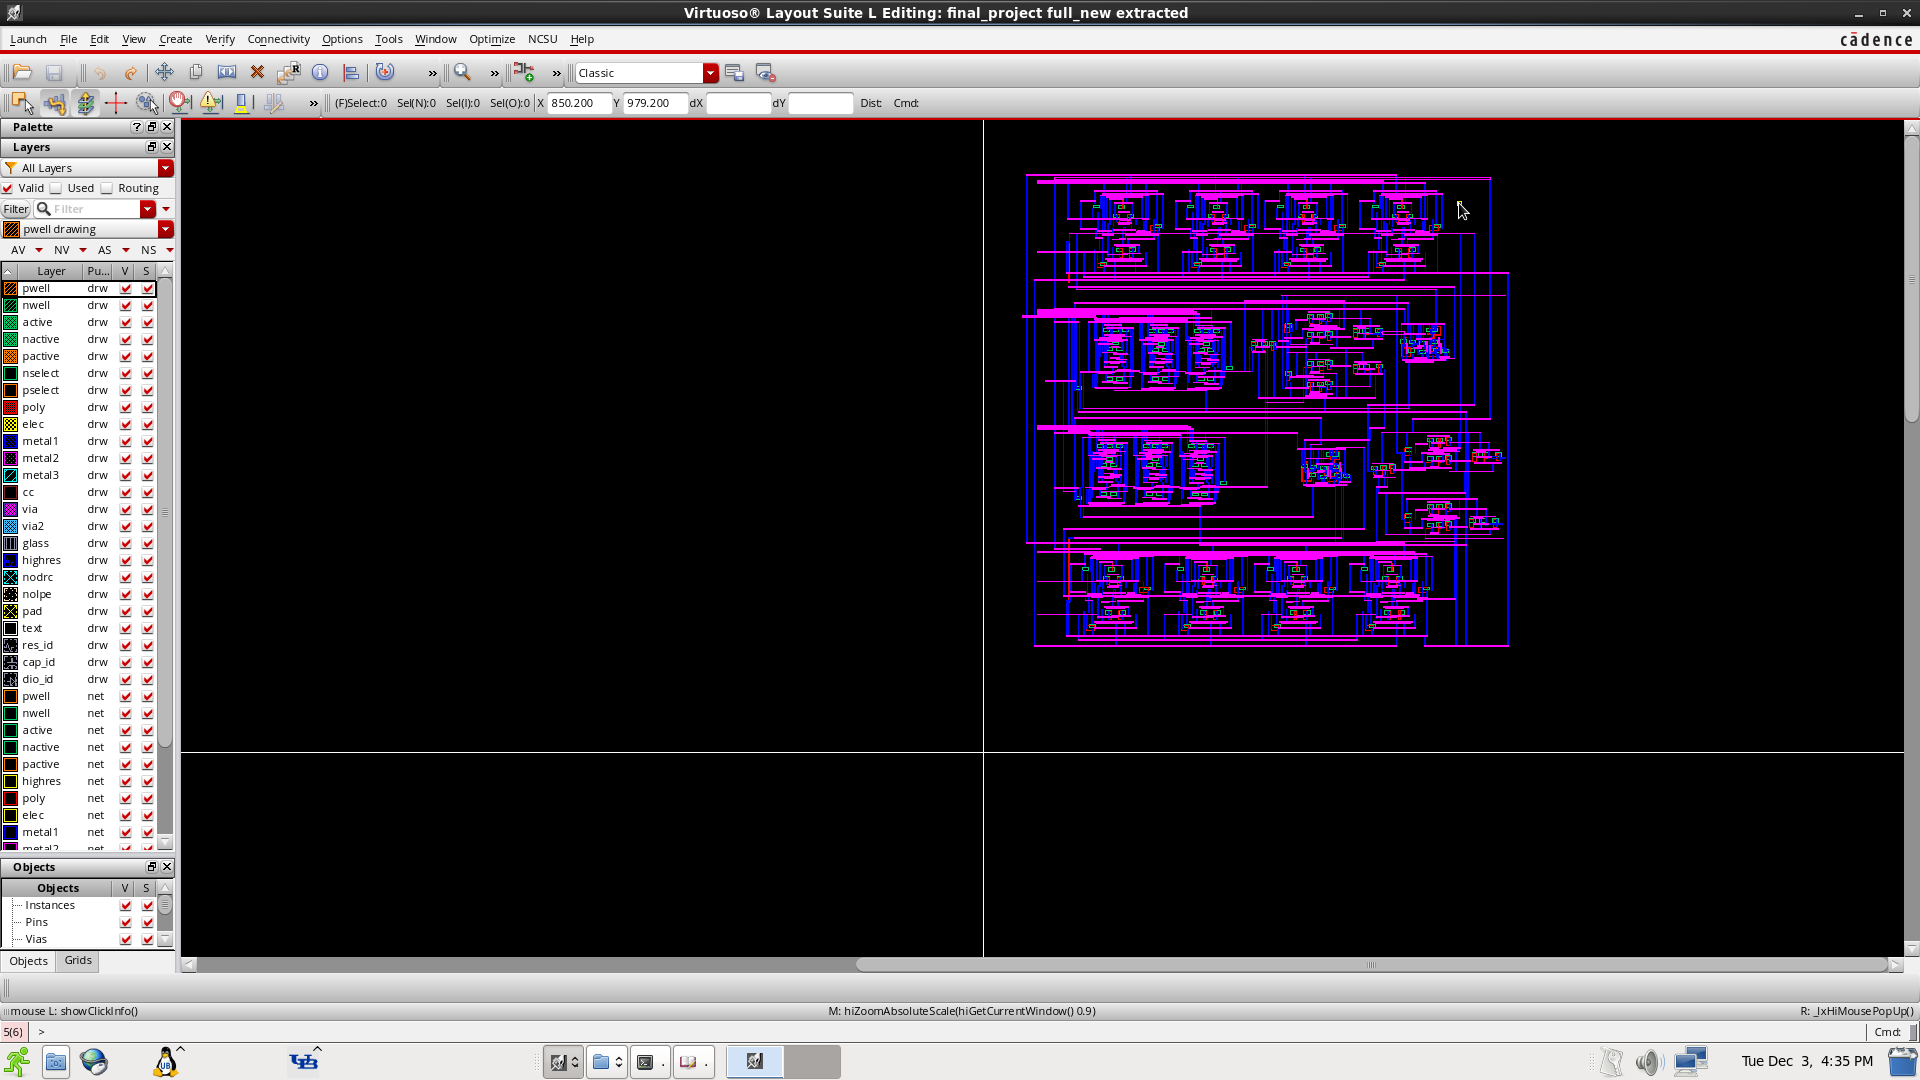 Virtuoso® Layout Suite L Editing: final_project full_new extracted
Launch File Edit View Create Verify Connectivity Options Tools Window Optimize NCSU Help
cādence
» » » Classic
» (F)Select:0 Sel(N):0 Sel(I):0 Sel(O):0 X 850.200 Y 979.200 dX dY Dist: Cmd:
Palette
Layers
All Layers
Valid Used Routing
Filter Filter
pwell drawing
AV NV AS NS
Layer Pu... V S
pwell drw
nwell drw
active drw
nactive drw
pactive drw
nselect drw
pselect drw
poly drw
elec drw
metal1 drw
metal2 drw
metal3 drw
cc drw
via drw
via2 drw
glass drw
highres drw
nodrc drw
nolpe drw
pad drw
text drw
res_id drw
cap_id drw
dio_id drw
pwell net
nwell net
active net
nactive net
pactive net
highres net
poly net
elec net
metal1 net
metal2 net
Objects
Objects V S
Instances
Pins
Vias
Objects Grids
mouse L: showClickInfo() M: hiZoomAbsoluteScale(hiGetCurrentWindow() 0.9) R: _lxHiMousePopUp()
5(6) > Cmd:
UB
Tue Dec 3, 4:35 PM